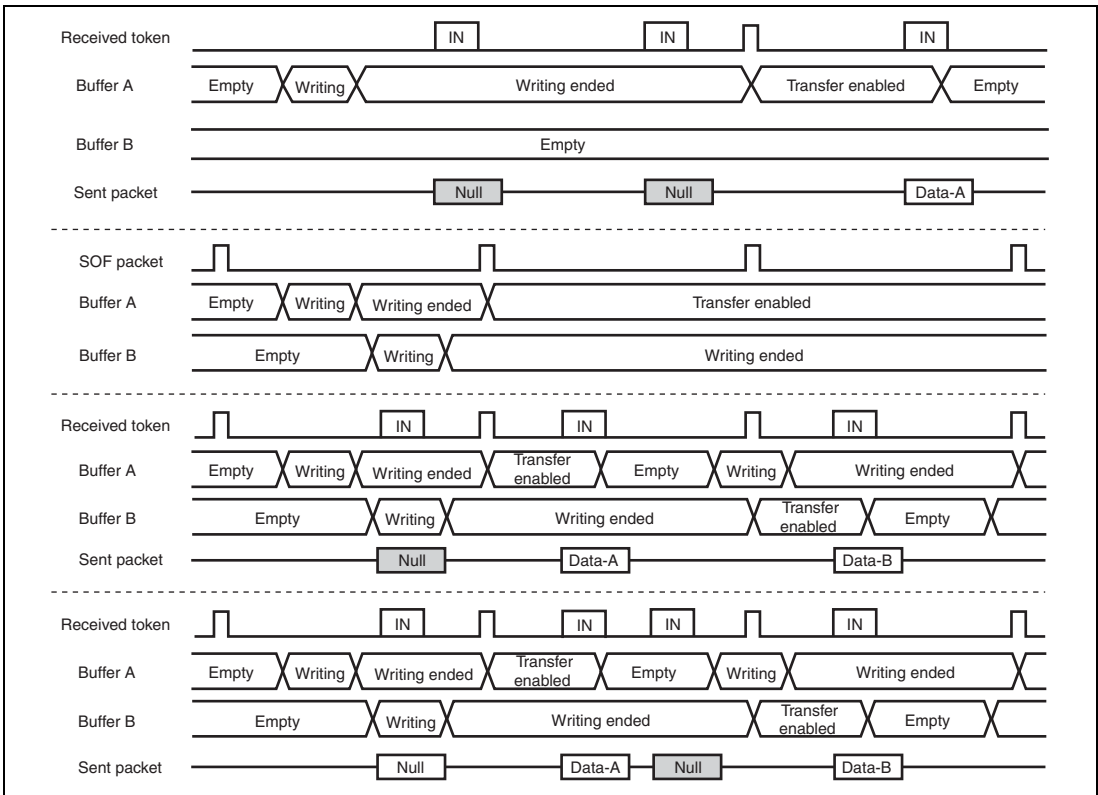 Received token IN IN IN
Buffer A Empty Writing Writing ended Transfer enabled Empty
Buffer B Empty
Sent packet Null Null Data-A
SOF packet
Buffer A Empty Writing Writing ended Transfer enabled
Buffer B Empty Writing Writing ended
Received token IN IN IN
Buffer A Empty Writing Writing ended Transfer enabled Empty Writing Writing ended
Buffer B Empty Writing Writing ended Transfer enabled Empty
Sent packet Null Data-A Data-B
Received token IN IN IN IN
Buffer A Empty Writing Writing ended Transfer enabled Empty Writing Writing ended
Buffer B Empty Writing Writing ended Transfer enabled Empty
Sent packet Null Data-A Null Data-B